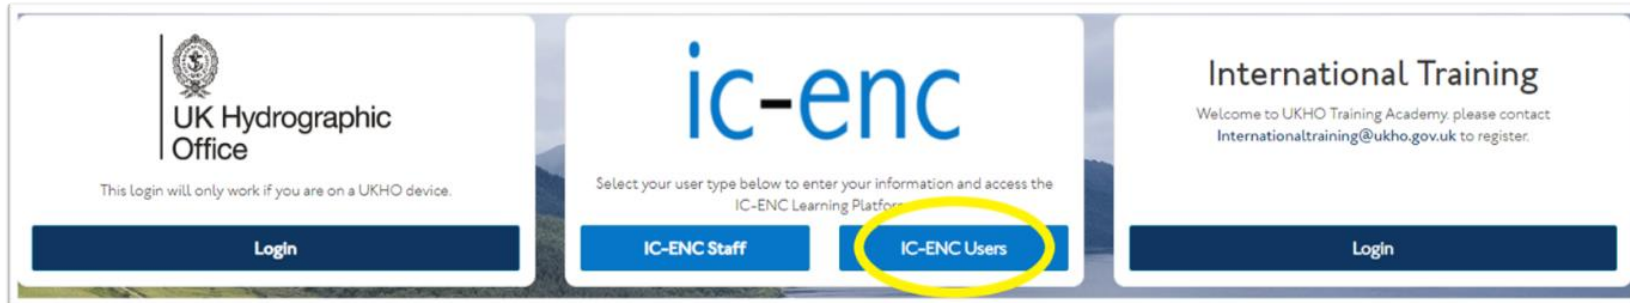 UK Hydrographic
Office
This login will only work if you are on a UKHO device.
Login
ic-enc
Select your user type below to enter your information and access the
IC-ENC Learning
IC-ENC Staff
IC-ENC Users
International Training
Welcome to UKHO Training Academy. please contact
Internationaltraining@ukho.gov.uk to register.
Login